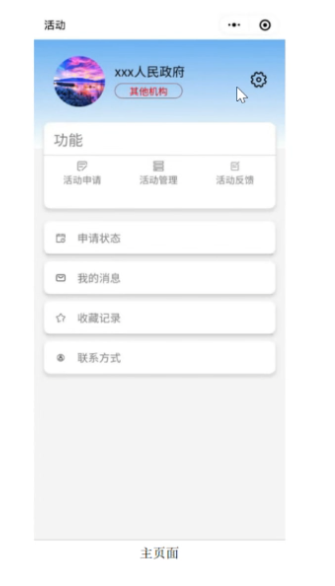 活动
xxx人民政府
其他机构
功能
活动申请 活动管理 活动反馈
申请状态
我的消息
收藏记录
联系方式
主页面